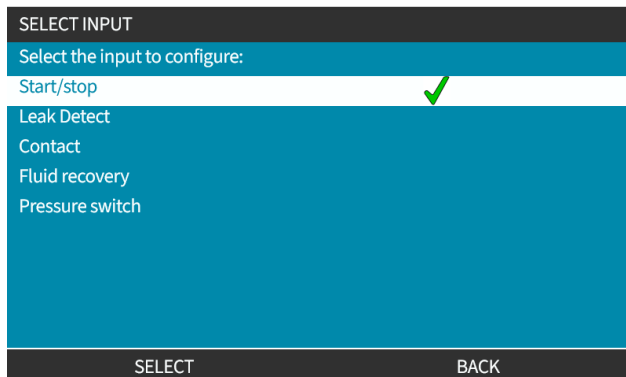 SELECT INPUT
Select the input to configure:
Start/stop
Leak Detect
Contact
Fluid recovery
Pressure switch
SELECT BACK